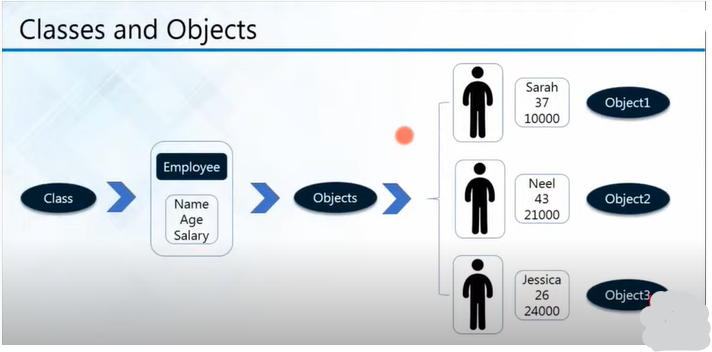 Classes and Objects
Class
Employee
Name
Age
Salary
Objects
Sarah
37
10000
Object1
Neel
43
21000
Object2
Jessica
26
24000
Object3